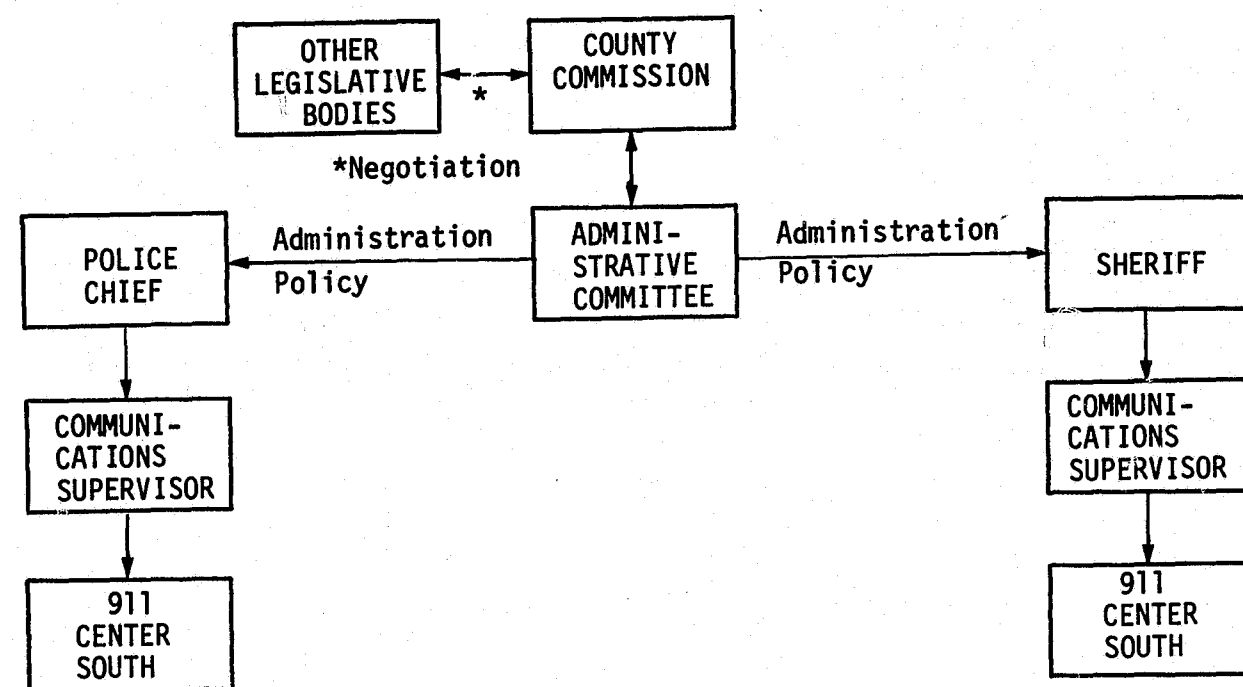 OTHER
LEGISLATIVE
BODIES
*
COUNTY
COMMISSION
*Negotiation
POLICE
CHIEF
Administration
Policy
ADMINI-
STRATIVE
COMMITTEE
Administration
Policy
SHERIFF
COMMUNI-
CATIONS
SUPERVISOR
COMMUNI-
CATIONS
SUPERVISOR
911
CENTER
SOUTH
911
CENTER
SOUTH